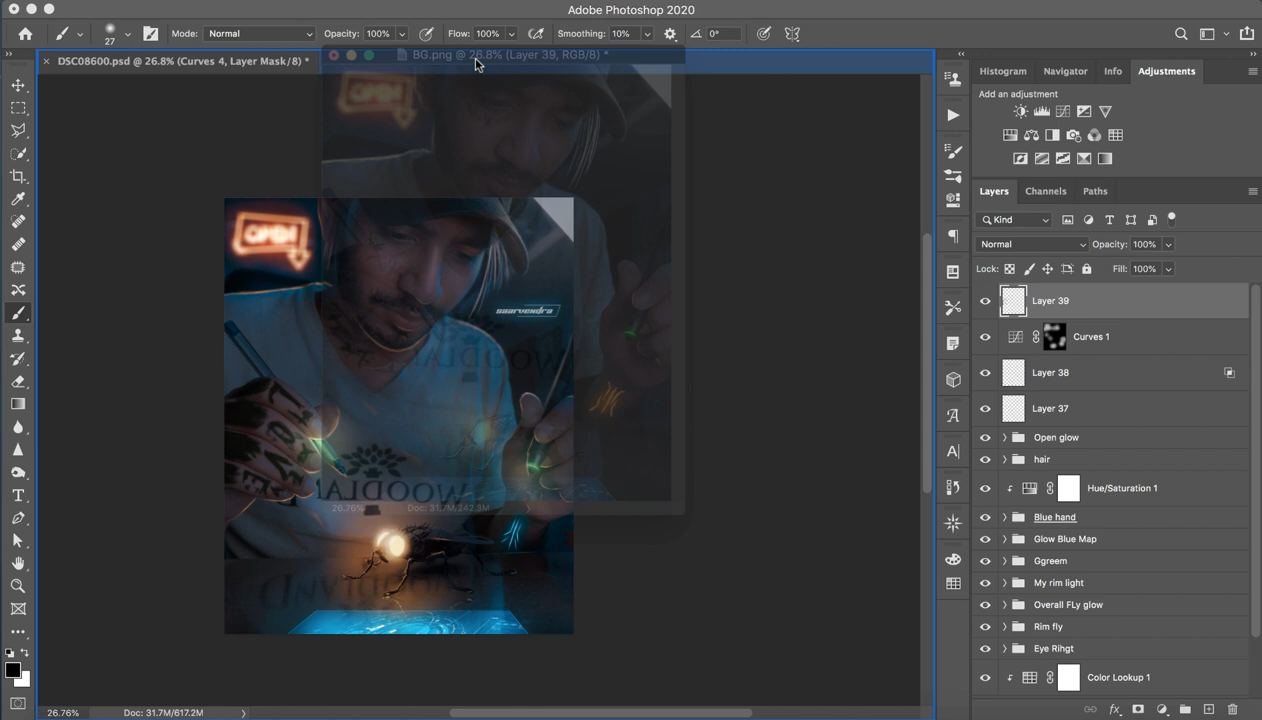 Adobe Photoshop 2020
27
Mode: Normal
Opacity: 100%
Flow: 100%
Smoothing: 10%
0°
DSC08600.psd @ 26.8% (Curves 4, Layer Mask/8) *
BG.png @ 26.8% (Layer 39, RGB/8) *
OPEN
OPEN
saarvendra
WOODLAND
26.76%
Doc: 31.7M/242.3M
26.76%
Doc: 31.7M/617.2M
Histogram
Navigator
Info
Adjustments
Add an adjustment
Layers
Channels
Paths
Kind
Normal
Opacity: 100%
Lock:
Fill: 100%
Layer 39
Curves 1
Layer 38
Layer 37
Open glow
hair
Hue/Saturation 1
Blue hand
Glow Blue Map
Ggreem
My rim light
Overall FLy glow
Rim fly
Eye Rihgt
Color Lookup 1